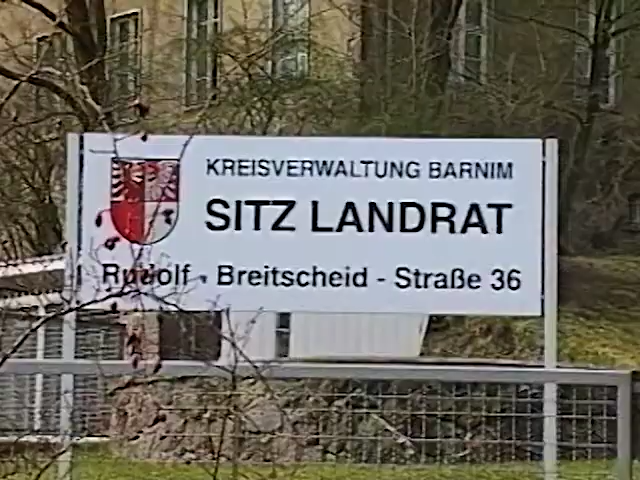 KREISVERWALTUNG BARNIM
SITZ LANDRAT
Rudolf - Breitscheid - Straße 36